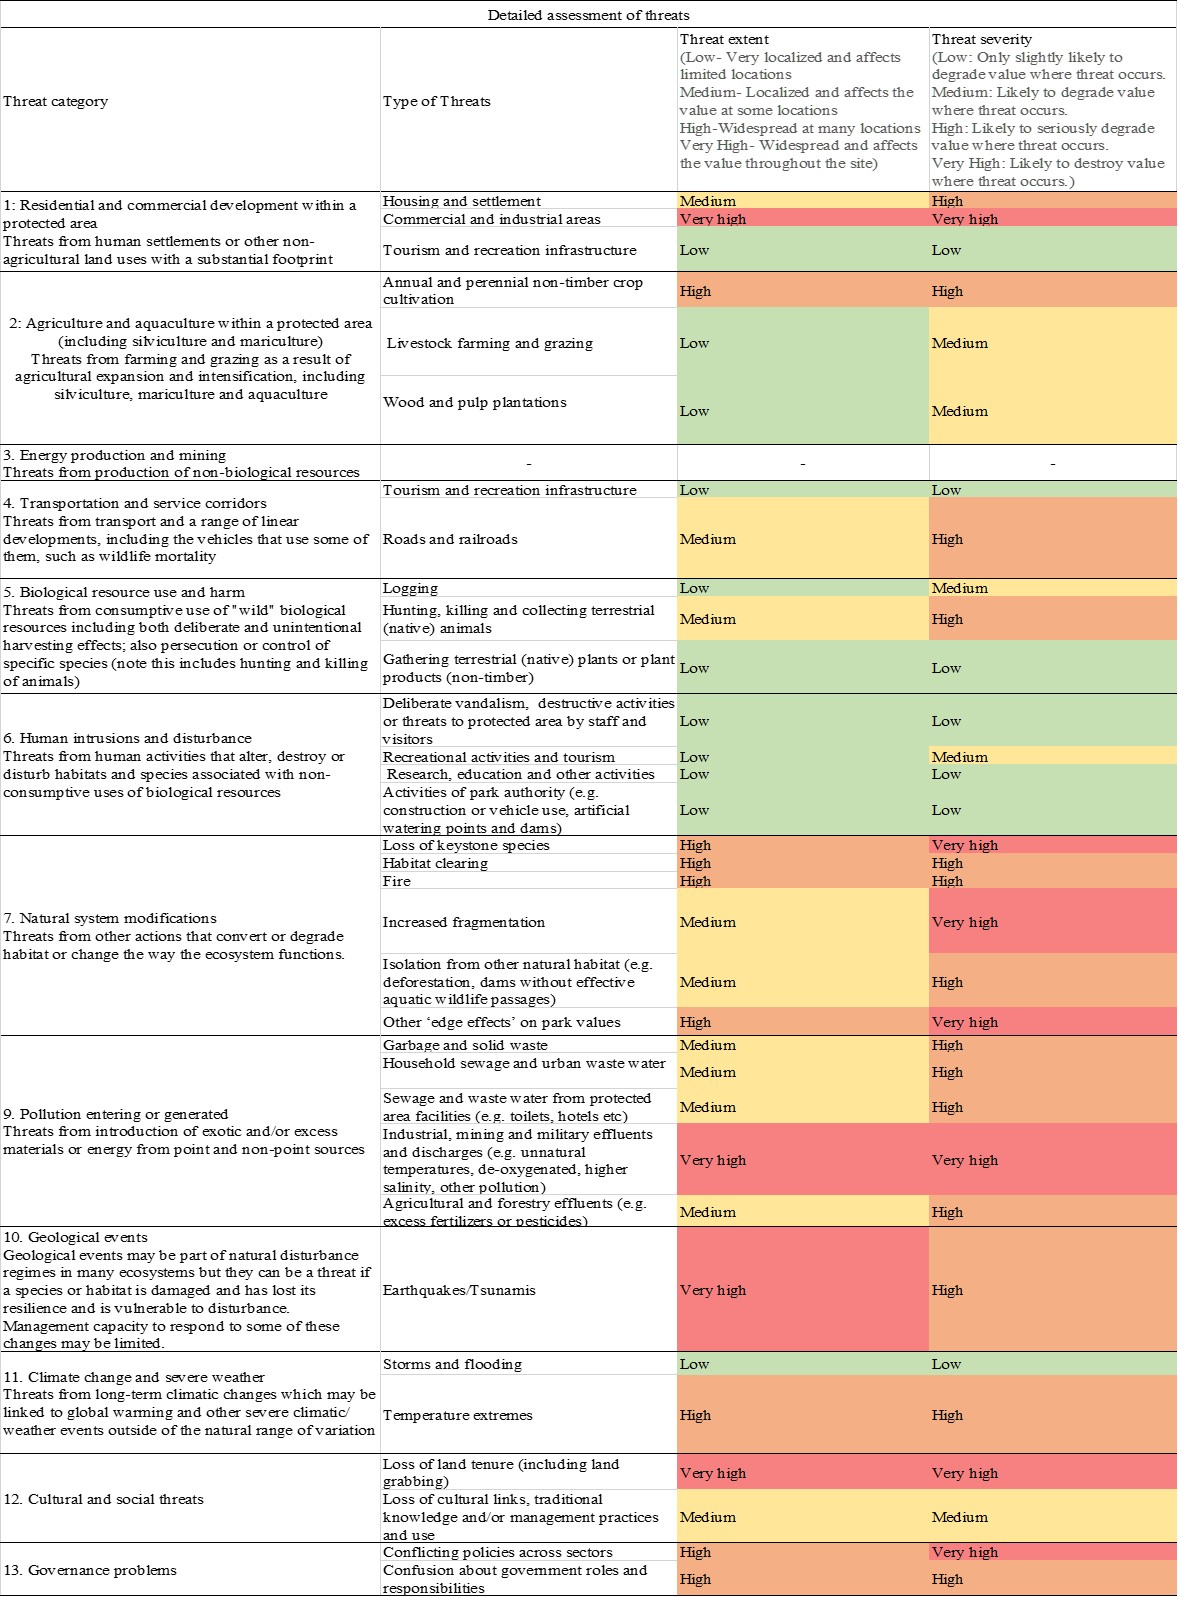 Detailed assessment of threats
Threat category
Type of Threats
Threat extent
(Low- Very localized and affects
limited locations
Medium- Localized and affects the
value at some locations
High-Widespread at many locations
Very High- Widespread and affects
the value throughout the site)
Threat severity
(Low: Only slightly likely to
degrade value where threat occurs.
Medium: Likely to degrade value
where threat occurs.
High: Likely to seriously degrade
value where threat occurs.
Very High: Likely to destroy value
where threat occurs.)
1: Residential and commercial development within a
protected area
Threats from human settlements or other non-
agricultural land uses with a substantial footprint
Housing and settlement
Medium
High
Commercial and industrial areas
Very high
Very high
Tourism and recreation infrastructure
Low
Low
2: Agriculture and aquaculture within a protected area
(including silviculture and mariculture)
Threats from farming and grazing as a result of
agricultural expansion and intensification, including
silviculture, mariculture and aquaculture
Annual and perennial non-timber crop
cultivation
High
High
Livestock farming and grazing
Low
Medium
Wood and pulp plantations
Low
Medium
3. Energy production and mining
Threats from production of non-biological resources
-
-
-
4. Transportation and service corridors
Threats from transport and a range of linear
developments, including the vehicles that use some of
them, such as wildlife mortality
Tourism and recreation infrastructure
Low
Low
Roads and railroads
Medium
High
5. Biological resource use and harm
Threats from consumptive use of "wild" biological
resources including both deliberate and unintentional
harvesting effects; also persecution or control of
specific species (note this includes hunting and killing
of animals)
Logging
Low
Medium
Hunting, killing and collecting terrestrial
(native) animals
Medium
High
Gathering terrestrial (native) plants or plant
products (non-timber)
Low
Low
6. Human intrusions and disturbance
Threats from human activities that alter, destroy or
disturb habitats and species associated with non-
consumptive uses of biological resources
Deliberate vandalism,  destructive activities
or threats to protected area by staff and
visitors
Low
Low
Recreational activities and tourism
Low
Medium
Research, education and other activities
Low
Low
Activities of park authority (e.g.
construction or vehicle use, artificial
watering points and dams)
Low
Low
7. Natural system modifications
Threats from other actions that convert or degrade
habitat or change the way the ecosystem functions.
Loss of keystone species
High
Very high
Habitat clearing
High
High
Fire
High
High
Increased fragmentation
Medium
Very high
Isolation from other natural habitat (e.g.
deforestation, dams without effective
aquatic wildlife passages)
Medium
High
Other ‘edge effects’ on park values
High
Very high
9. Pollution entering or generated
Threats from introduction of exotic and/or excess
materials or energy from point and non-point sources
Garbage and solid waste
Medium
High
Household sewage and urban waste water
Medium
High
Sewage and waste water from protected
area facilities (e.g. toilets, hotels etc)
Medium
High
Industrial, mining and military effluents
and discharges (e.g. unnatural
temperatures, de-oxygenated, higher
salinity, other pollution)
Very high
Very high
Agricultural and forestry effluents (e.g.
excess fertilizers or pesticides)
Medium
High
10. Geological events
Geological events may be part of natural disturbance
regimes in many ecosystems but they can be a threat if
a species or habitat is damaged and has lost its
resilience and is vulnerable to disturbance.
Management capacity to respond to some of these
changes may be limited.
Earthquakes/Tsunamis
Very high
High
11. Climate change and severe weather
Threats from long-term climatic changes which may be
linked to global warming and other severe climatic/
weather events outside of the natural range of variation
Storms and flooding
Low
Low
Temperature extremes
High
High
12. Cultural and social threats
Loss of land tenure (including land
grabbing)
Very high
Very high
Loss of cultural links, traditional
knowledge and/or management practices
and use
Medium
Medium
13. Governance problems
Conflicting policies across sectors
High
Very high
Confusion about government roles and
responsibilities
High
High